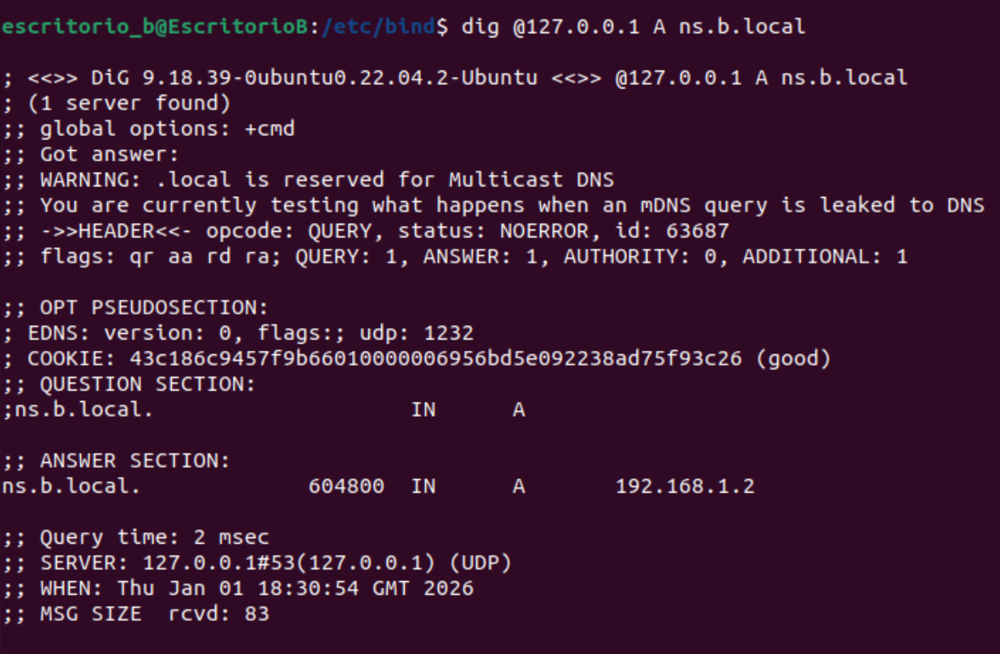 escritorio_b@EscritorioB:/etc/bind$ dig @127.0.0.1 A ns.b.local
; <<>> DiG 9.18.39-0ubuntu0.22.04.2-Ubuntu <<>> @127.0.0.1 A ns.b.local
; (1 server found)
;; global options: +cmd
;; Got answer:
;; WARNING: .local is reserved for Multicast DNS
;; You are currently testing what happens when an mDNS query is leaked to DNS
;; ->>HEADER<<- opcode: QUERY, status: NOERROR, id: 63687
;; flags: qr aa rd ra; QUERY: 1, ANSWER: 1, AUTHORITY: 0, ADDITIONAL: 1
;; OPT PSEUDOSECTION:
; EDNS: version: 0, flags:; udp: 1232
; COOKIE: 43c186c9457f9b66010000006956bd5e092238ad75f93c26 (good)
;; QUESTION SECTION:
;ns.b.local. IN A
;; ANSWER SECTION:
ns.b.local. 604800 IN A 192.168.1.2
;; Query time: 2 msec
;; SERVER: 127.0.0.1#53(127.0.0.1) (UDP)
;; WHEN: Thu Jan 01 18:30:54 GMT 2026
;; MSG SIZE rcvd: 83